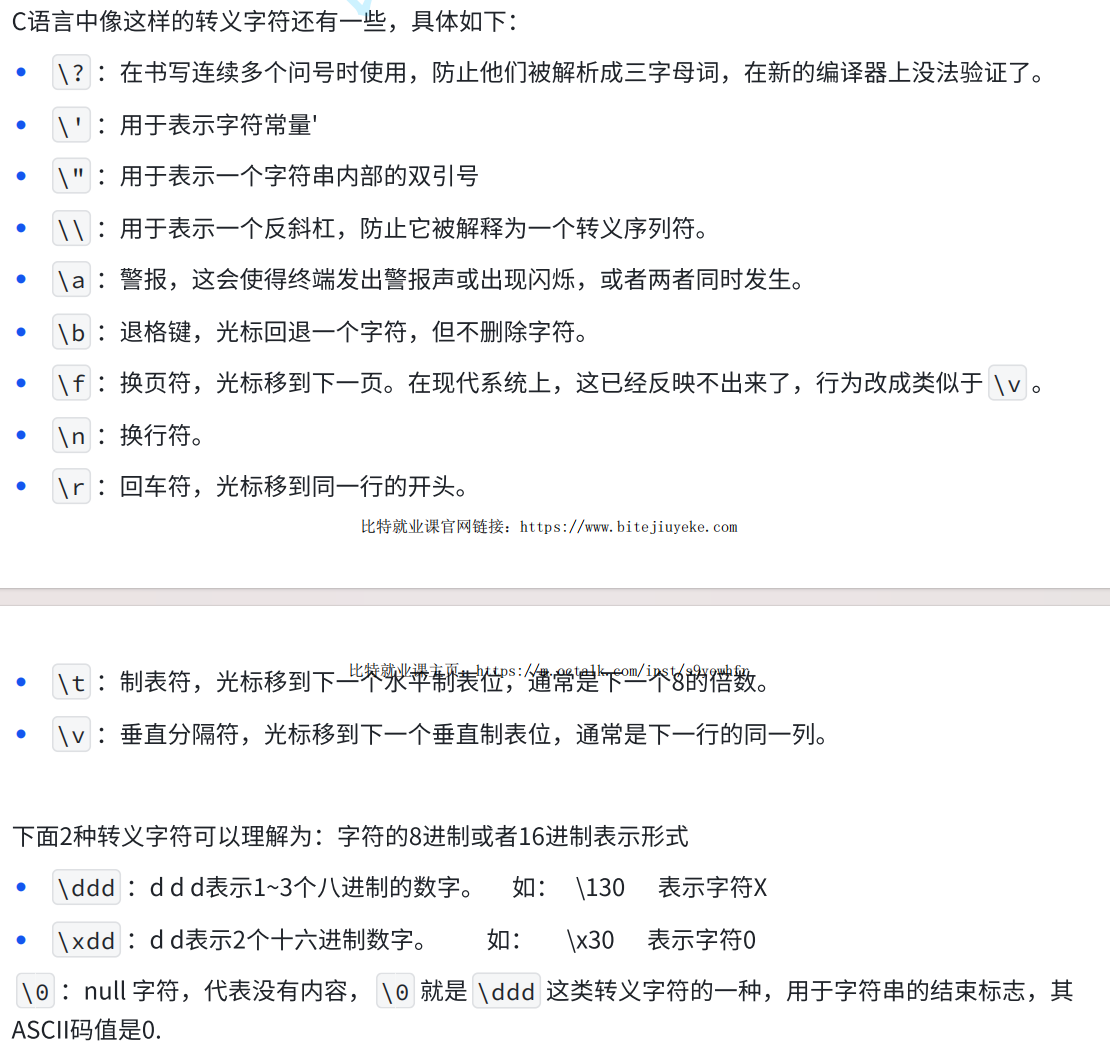 C语言中像这样的转义字符还有一些，具体如下：
• \?：在书写连续多个问号时使用，防止他们被解析成三字母词，在新的编译器上没法验证了。
• \'：用于表示字符常量'
• \"：用于表示一个字符串内部的双引号
• \\：用于表示一个反斜杠，防止它被解释为一个转义序列符。
• \a：警报，这会使得终端发出警报声或出现闪烁，或者两者同时发生。
• \b：退格键，光标回退一个字符，但不删除字符。
• \f：换页符，光标移到下一页。在现代系统上，这已经反映不出来了，行为改成类似于 \v 。
• \n：换行符。
• \r：回车符，光标移到同一行的开头。
比特就业课官网链接：https://www.bitejiuyeke.com
比特就业课主页：https://m.cctalk.com/inst/s9yewhfr
• \t：制表符，光标移到下一个水平制表位，通常是下一个8的倍数。
• \v：垂直分隔符，光标移到下一个垂直制表位，通常是下一行的同一列。
下面2种转义字符可以理解为：字符的8进制或者16进制表示形式
• \ddd：d d d表示1~3个八进制的数字。 如： \130 表示字符X
• \xdd：d d表示2个十六进制数字。 如： \x30 表示字符0
\0：null 字符，代表没有内容， \0 就是 \ddd 这类转义字符的一种，用于字符串的结束标志，其
ASCII码值是0.